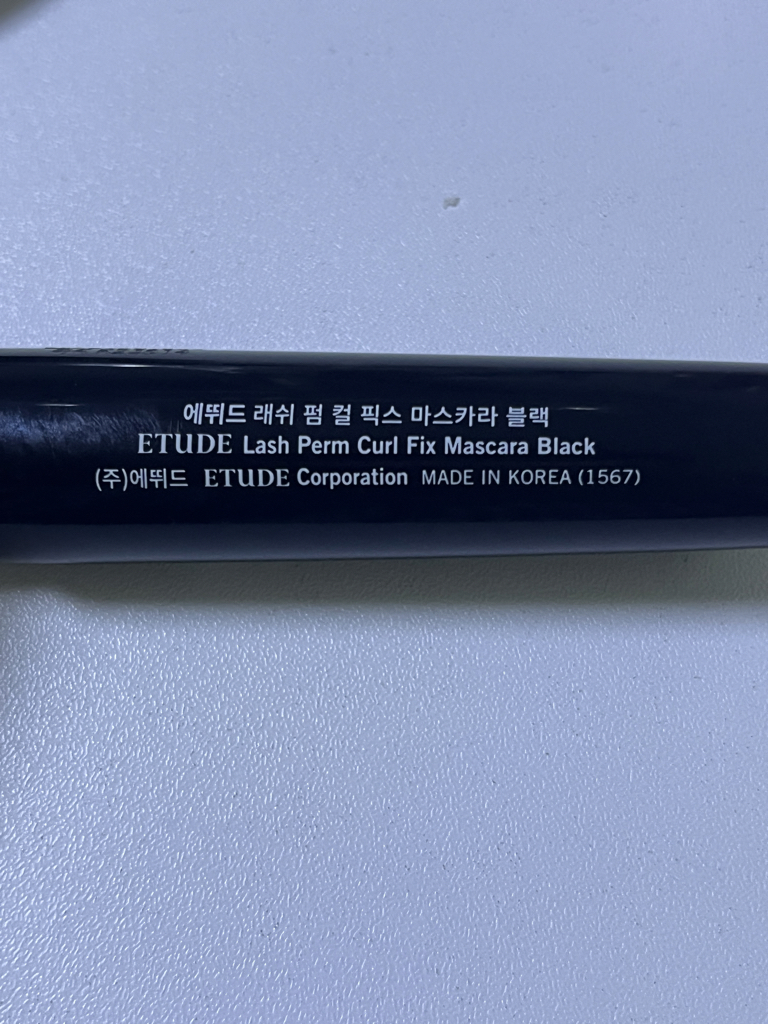 에뛰드 래쉬 펌 컬 픽스 마스카라 블랙
ETUDE Lash Perm Curl Fix Mascara Black
(주)에뛰드 ETUDE Corporation MADE IN KOREA (1567)